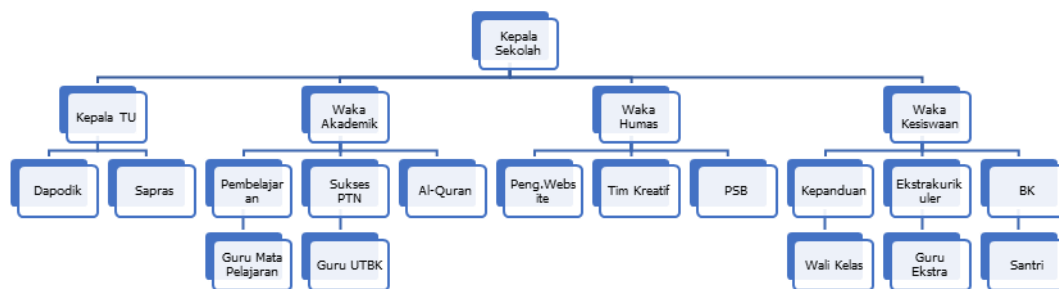 Kepala
Sekolah
Kepala TU
Waka
Akademik
Waka
Humas
Waka
Kesiswaan
Dapodik
Sapras
Pembelajar
an
Sukses
PTN
Al-Quran
Peng.Webs
ite
Tim Kreatif
PSB
Kepanduan
Ekstrakurik
uler
BK
Guru Mata
Pelajaran
Guru UTBK
Wali Kelas
Guru
Ekstra
Santri